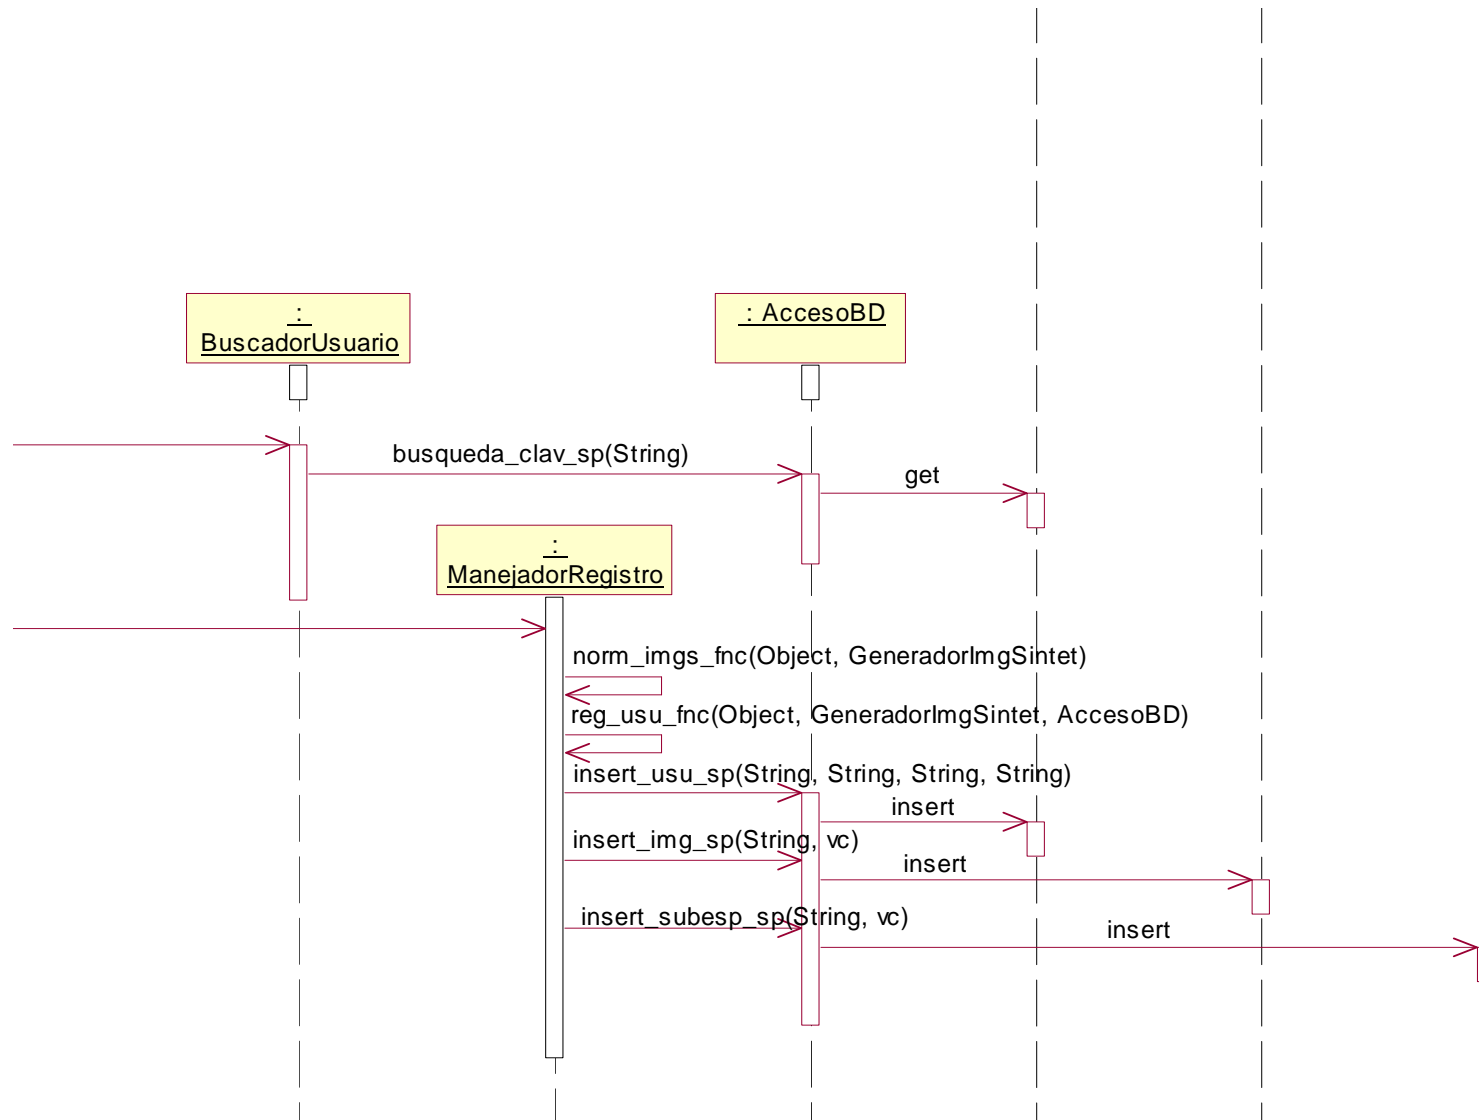 :
BuscadorUsuario
: AccesoBD
busqueda_clav_sp(String)
get
:
ManejadorRegistro
norm_imgs_fnc(Object, GeneradorImgSintet)
reg_usu_fnc(Object, GeneradorImgSintet, AccesoBD)
insert_usu_sp(String, String, String, String)
insert
insert_img_sp(String, vc)
insert
insert_subesp_sp(String, vc)
insert